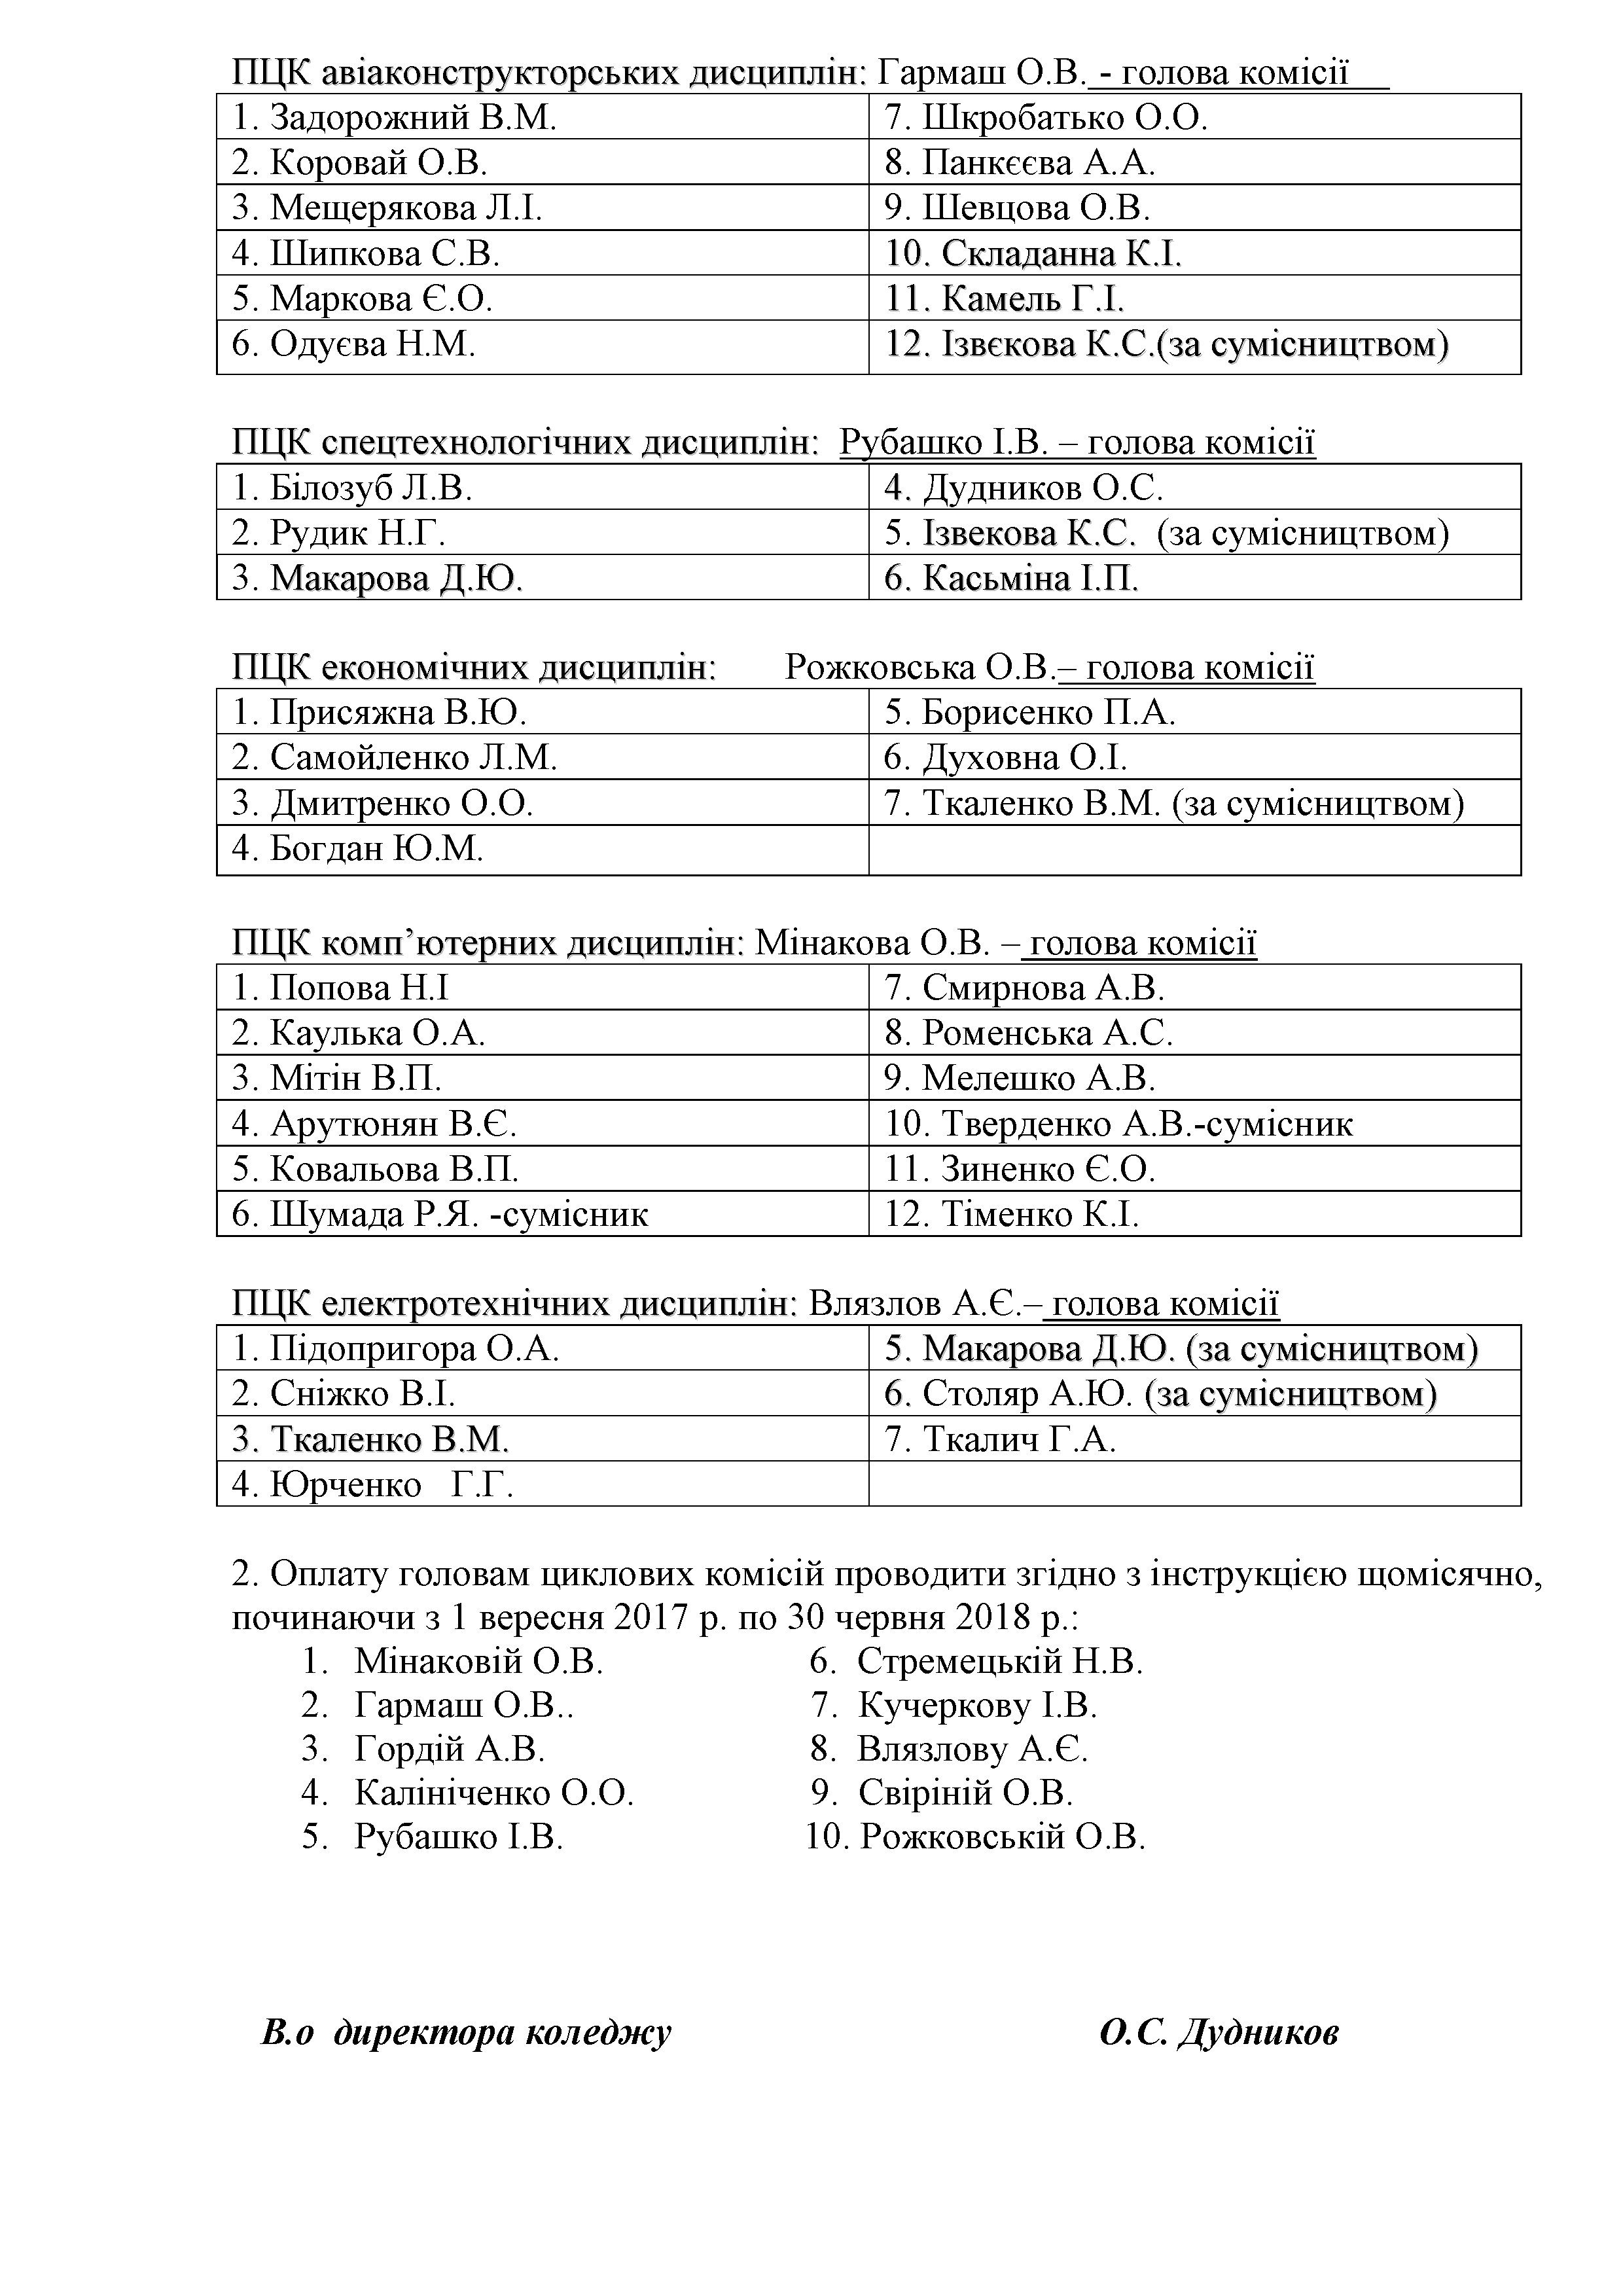 ПЦК авіаконструкторських дисциплін: Гармаш О.В. - голова комісії
1. Задорожний В.М. 7. Шкробатько О.О.
2. Коровай О.В. 8. Панкєєва А.А.
3. Мещерякова Л.І. 9. Шевцова О.В.
4. Шипкова С.В. 10. Складанна К.І.
5. Маркова Є.О. 11. Камель Г.І.
6. Одуєва Н.М. 12. Ізвєкова К.С.(за сумісництвом)
ПЦК спецтехнологічних дисциплін: Рубашко І.В. – голова комісії
1. Білозуб Л.В. 4. Дудников О.С.
2. Рудик Н.Г. 5. Ізвекова К.С. (за сумісництвом)
3. Макарова Д.Ю. 6. Касьміна І.П.
ПЦК економічних дисциплін: Рожковська О.В.– голова комісії
1. Присяжна В.Ю. 5. Борисенко П.А.
2. Самойленко Л.М. 6. Духовна О.І.
3. Дмитренко О.О. 7. Ткаленко В.М. (за сумісництвом)
4. Богдан Ю.М.
ПЦК комп’ютерних дисциплін: Мінакова О.В. – голова комісії
1. Попова Н.І 7. Смирнова А.В.
2. Каулька О.А. 8. Роменська А.С.
3. Мітін В.П. 9. Мелешко А.В.
4. Арутюнян В.Є. 10. Тверденко А.В.-сумісник
5. Ковальова В.П. 11. Зиненко Є.О.
6. Шумада Р.Я. -сумісник 12. Тіменко К.І.
ПЦК електротехнічних дисциплін: Влязлов А.Є.– голова комісії
1. Підопригора О.А. 5. Макарова Д.Ю. (за сумісництвом)
2. Сніжко В.І. 6. Столяр А.Ю. (за сумісництвом)
3. Ткаленко В.М. 7. Ткалич Г.А.
4. Юрченко Г.Г.
2. Оплату головам циклових комісій проводити згідно з інструкцією щомісячно,
починаючи з 1 вересня 2017 р. по 30 червня 2018 р.:
1. Мінаковій О.В. 6. Стремецькій Н.В.
2. Гармаш О.В.. 7. Кучеркову І.В.
3. Гордій А.В. 8. Влязлову А.Є.
4. Калініченко О.О. 9. Свіріній О.В.
5. Рубашко І.В. 10. Рожковській О.В.
В.о директора коледжу О.С. Дудников